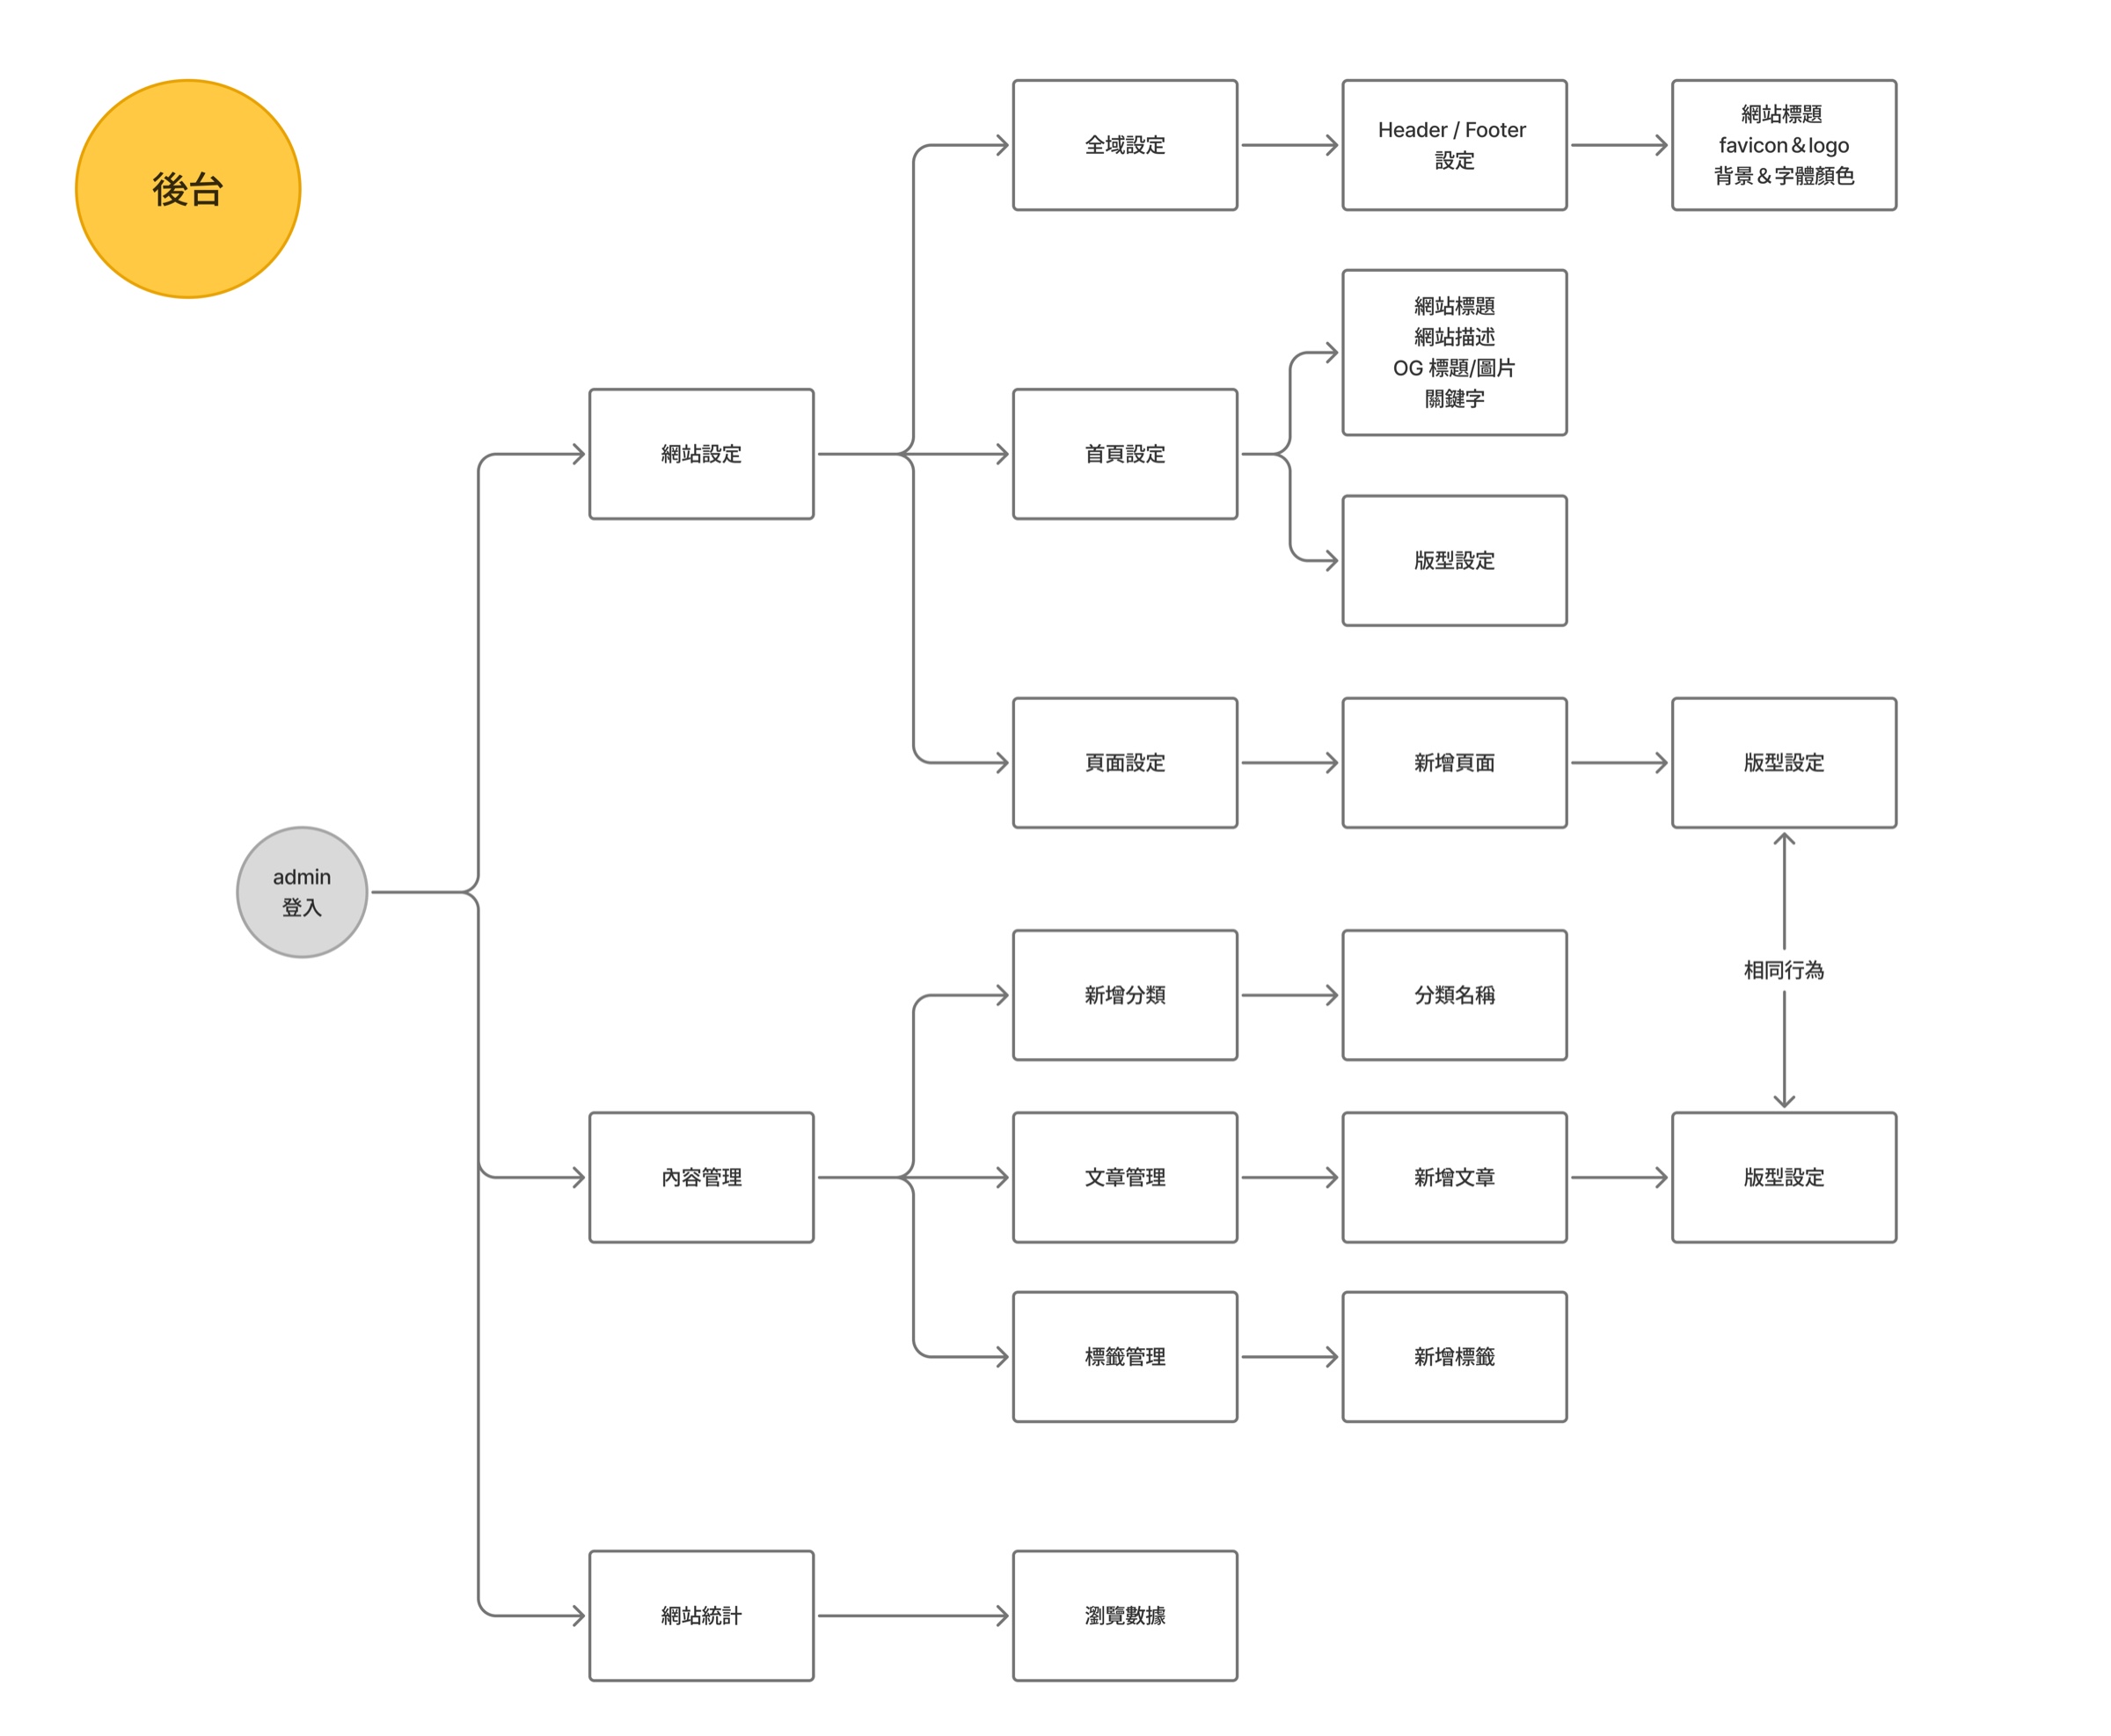 後台
全域設定
Header / Footer
設定
網站標題
favicon & logo
背景 & 字體顏色
網站標題
網站描述
OG 標題/圖片
關鍵字
網站設定
首頁設定
版型設定
頁面設定
新增頁面
版型設定
admin
登入
相同行為
新增分類
分類名稱
內容管理
文章管理
新增文章
版型設定
標籤管理
新增標籤
網站統計
瀏覽數據